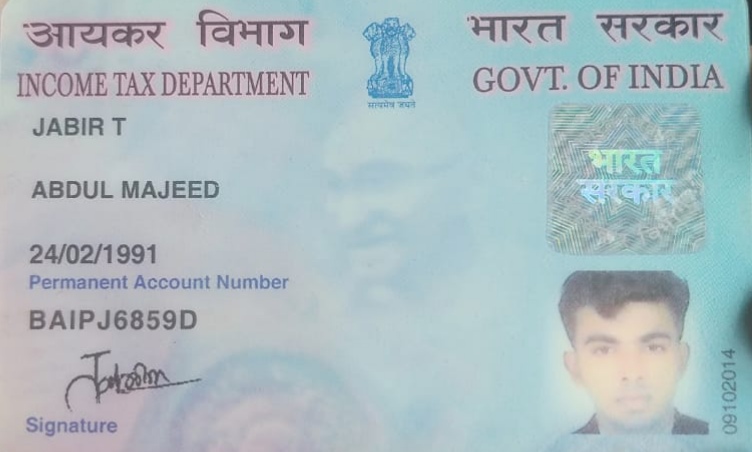 आयकर विभाग
भारत सरकार
INCOME TAX DEPARTMENT
GOVT. OF INDIA
सत्यमेव जयते
JABIR T
ABDUL MAJEED
24/02/1991
Permanent Account Number
BAIPJ6859D
Signature
भारत
सरकार
09102014